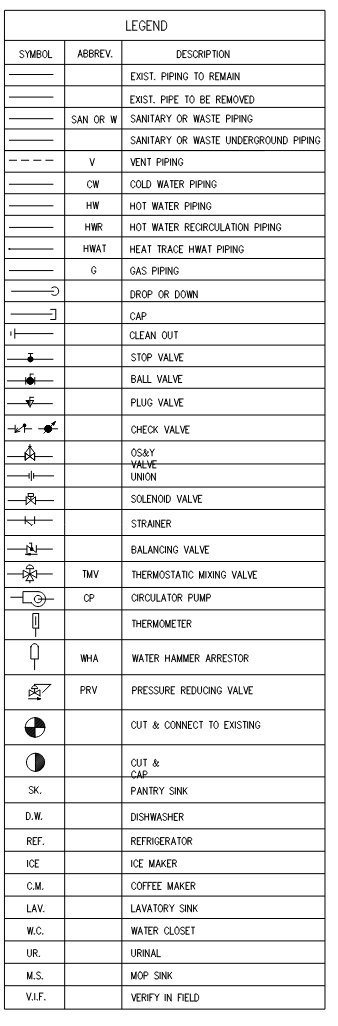 LEGEND
SYMBOL ABBREV. DESCRIPTION
EXIST. PIPING TO REMAIN
EXIST. PIPE TO BE REMOVED
SAN OR W SANITARY OR WASTE PIPING
SANITARY OR WASTE UNDERGROUND PIPING
V VENT PIPING
CW COLD WATER PIPING
HW HOT WATER PIPING
HWR HOT WATER RECIRCULATION PIPING
HWAT HEAT TRACE HWAT PIPING
G GAS PIPING
DROP OR DOWN
CAP
CLEAN OUT
STOP VALVE
BALL VALVE
PLUG VALVE
CHECK VALVE
OS&Y
VALVE
UNION
SOLENOID VALVE
STRAINER
BALANCING VALVE
TMV THERMOSTATIC MIXING VALVE
CP CIRCULATOR PUMP
THERMOMETER
WHA WATER HAMMER ARRESTOR
PRV PRESSURE REDUCING VALVE
CUT & CONNECT TO EXISTING
CUT &
CAP
SK. PANTRY SINK
D.W. DISHWASHER
REF. REFRIGERATOR
ICE ICE MAKER
C.M. COFFEE MAKER
LAV. LAVATORY SINK
W.C. WATER CLOSET
UR. URINAL
M.S. MOP SINK
V.I.F. VERIFY IN FIELD